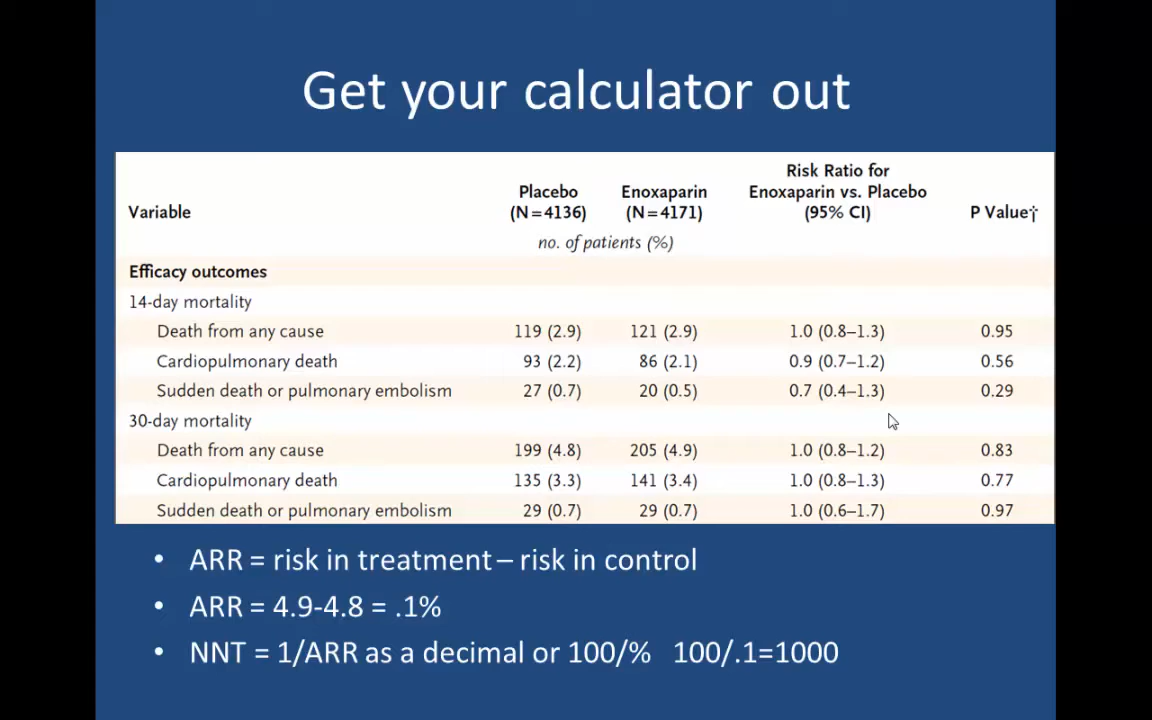 Get your calculator out
Risk Ratio for
Placebo Enoxaparin Enoxaparin vs. Placebo
Variable (N=4136) (N=4171) (95% CI) P Value†
no. of patients (%)
Efficacy outcomes
14-day mortality
Death from any cause 119 (2.9) 121 (2.9) 1.0 (0.8–1.3) 0.95
Cardiopulmonary death 93 (2.2) 86 (2.1) 0.9 (0.7–1.2) 0.56
Sudden death or pulmonary embolism 27 (0.7) 20 (0.5) 0.7 (0.4–1.3) 0.29
30-day mortality
Death from any cause 199 (4.8) 205 (4.9) 1.0 (0.8–1.2) 0.83
Cardiopulmonary death 135 (3.3) 141 (3.4) 1.0 (0.8–1.3) 0.77
Sudden death or pulmonary embolism 29 (0.7) 29 (0.7) 1.0 (0.6–1.7) 0.97
• ARR = risk in treatment – risk in control
• ARR = 4.9-4.8 = .1%
• NNT = 1/ARR as a decimal or 100/% 100/.1=1000